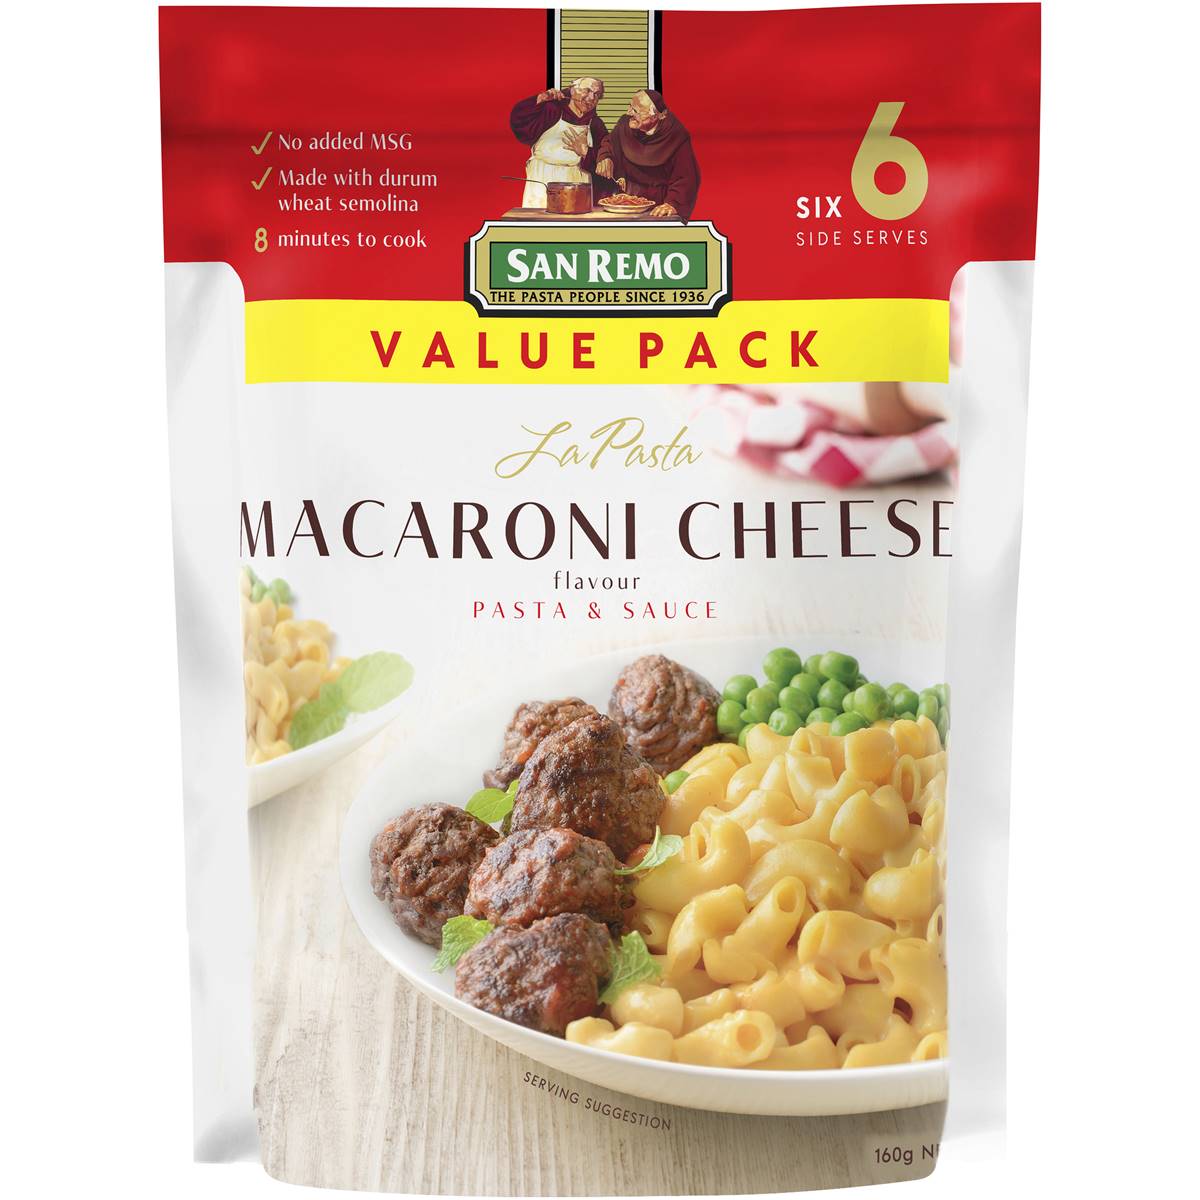 No added MSG
Made with durum
wheat semolina
8 minutes to cook
SIX 6
SIDE SERVES
SAN REMO
THE PASTA PEOPLE SINCE 1936
VALUE PACK
La Pasta
MACARONI CHEESE
flavour
PASTA & SAUCE
SERVING SUGGESTION
160g